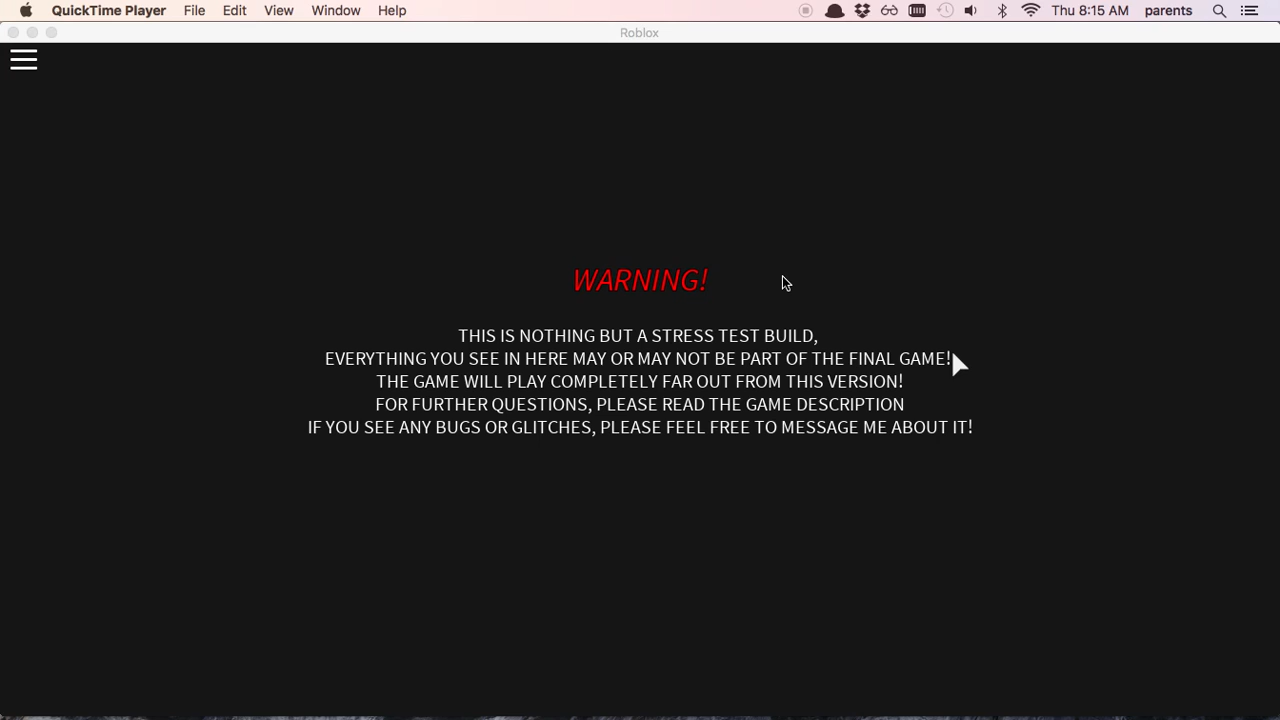 QuickTime Player File Edit View Window Help Thu 8:15 AM parents
Roblox
WARNING!
THIS IS NOTHING BUT A STRESS TEST BUILD,
EVERYTHING YOU SEE IN HERE MAY OR MAY NOT BE PART OF THE FINAL GAME!
THE GAME WILL PLAY COMPLETELY FAR OUT FROM THIS VERSION!
FOR FURTHER QUESTIONS, PLEASE READ THE GAME DESCRIPTION
IF YOU SEE ANY BUGS OR GLITCHES, PLEASE FEEL FREE TO MESSAGE ME ABOUT IT!